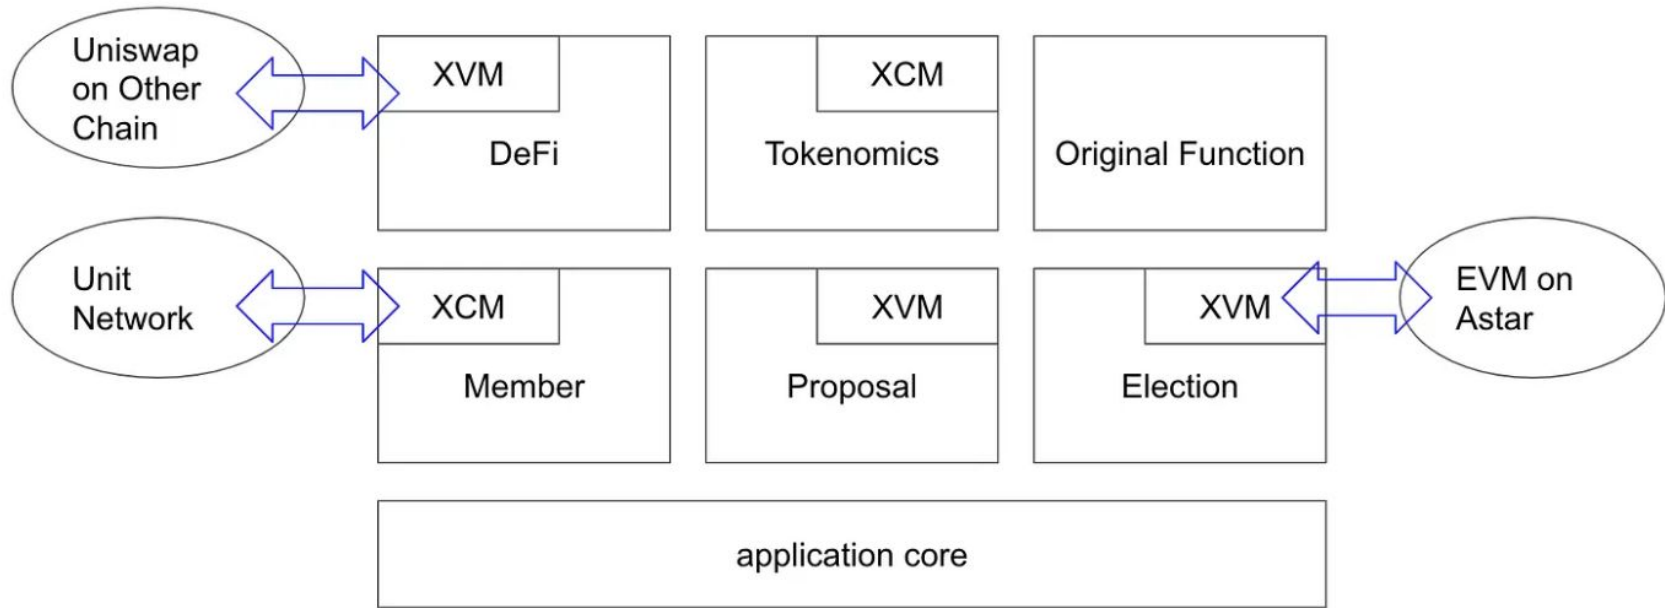 Uniswap
on Other
Chain
XVM
DeFi
XCM
Tokenomics
Original Function
Unit
Network
XCM
Member
XVM
Proposal
XVM
Election
EVM on
Astar
application core